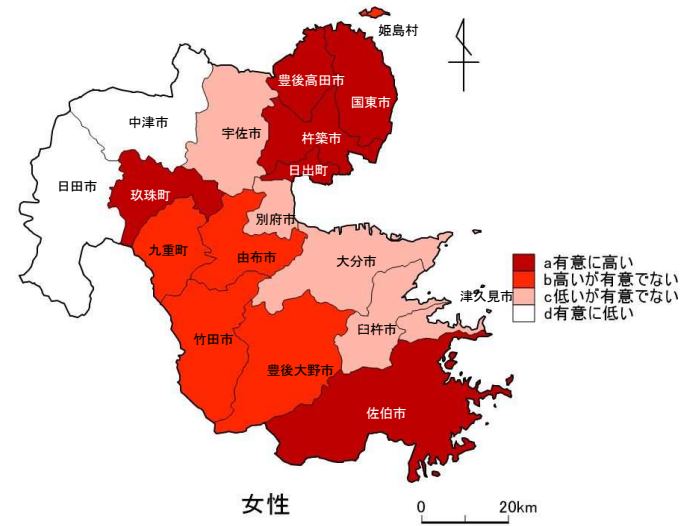 姫島村
豊後高田市
国東市
中津市
宇佐市
杵築市
日出町
日田市
玖珠町
別府市
九重町
由布市
大分市
a有意に高い
b高いが有意でない
c低いが有意でない
d有意に低い
津久見市
臼杵市
竹田市
豊後大野市
佐伯市
女性
0 20km